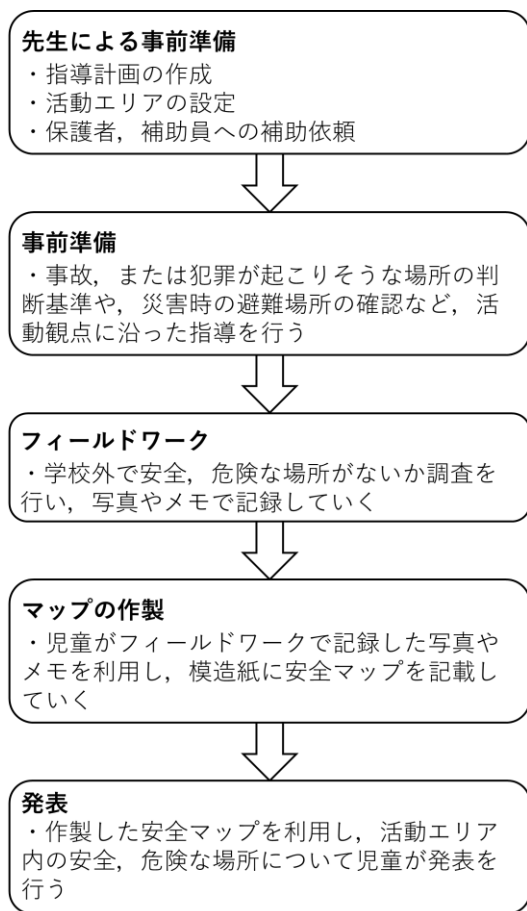 先生による事前準備
・指導計画の作成
・活動エリアの設定
・保護者，補助員への補助依頼
事前準備
・事故，または犯罪が起こりそうな場所の判
断基準や，災害時の避難場所の確認など，活
動観点に沿った指導を行う
フィールドワーク
・学校外で安全，危険な場所がないか調査を
行い，写真やメモで記録していく
マップの作製
・児童がフィールドワークで記録した写真や
メモを利用し，模造紙に安全マップを記載し
ていく
発表
・作製した安全マップを利用し，活動エリア
内の安全，危険な場所について児童が発表を
行う